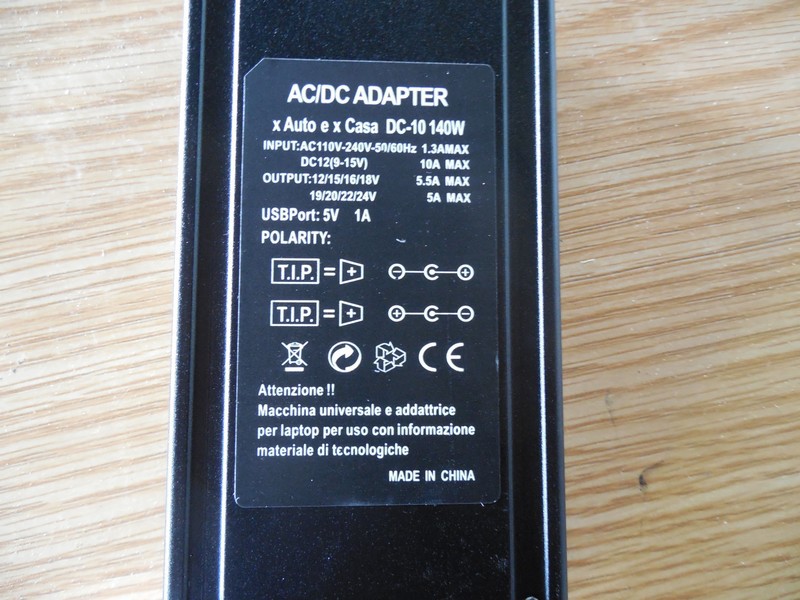 AC/DC ADAPTER
x Auto e x Casa DC-10 140W
INPUT:AC110V-240V-50/60Hz 1.3AMAX
DC12(9-15V) 10A MAX
OUTPUT:12/15/16/18V 5.5A MAX
19/20/22/24V 5A MAX
USBPort: 5V 1A
POLARITY:
T.I.P. = + - C +
T.I.P. = + + C -
CE
Attenzione !!
Macchina universale e addattrice
per laptop per uso con informazione
materiale di tecnologiche
MADE IN CHINA